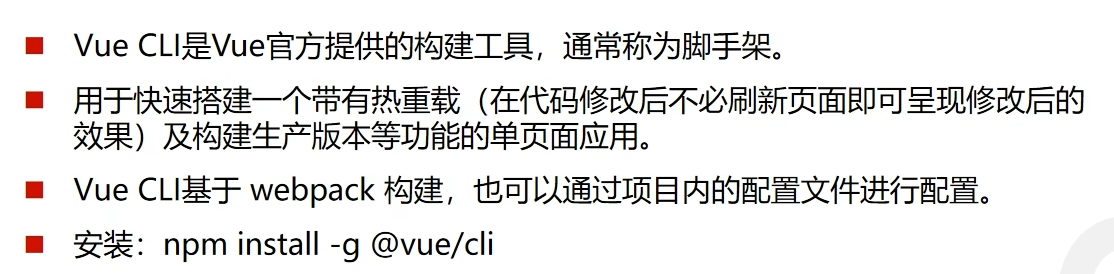 Vue CLI是Vue官方提供的构建工具，通常称为脚手架。
用于快速搭建一个带有热重载（在代码修改后不必刷新页面即可呈现修改后的
效果）及构建生产版本等功能的单页面应用。
Vue CLI基于 webpack 构建，也可以通过项目内的配置文件进行配置。
安装：npm install -g @vue/cli